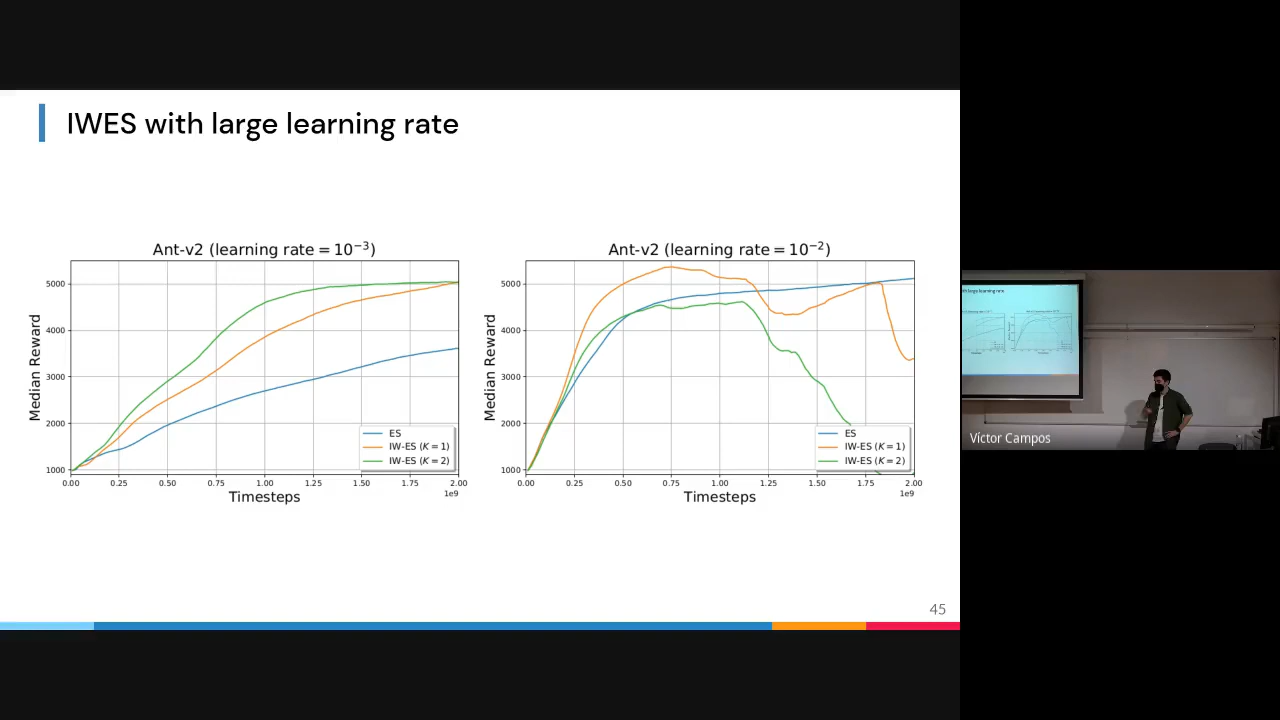 IWES with large learning rate
Ant-v2 (learning rate = 10⁻³)
5000
4000
3000
2000
1000
Median Reward
0.00 0.25 0.50 0.75 1.00 1.25 1.50 1.75 2.00
1e9
Timesteps
ES
IW-ES (K = 1)
IW-ES (K = 2)
Ant-v2 (learning rate = 10⁻²)
5000
4000
3000
2000
1000
Median Reward
0.00 0.25 0.50 0.75 1.00 1.25 1.50 1.75 2.00
1e9
Timesteps
ES
IW-ES (K = 1)
IW-ES (K = 2)
45
Víctor Campos